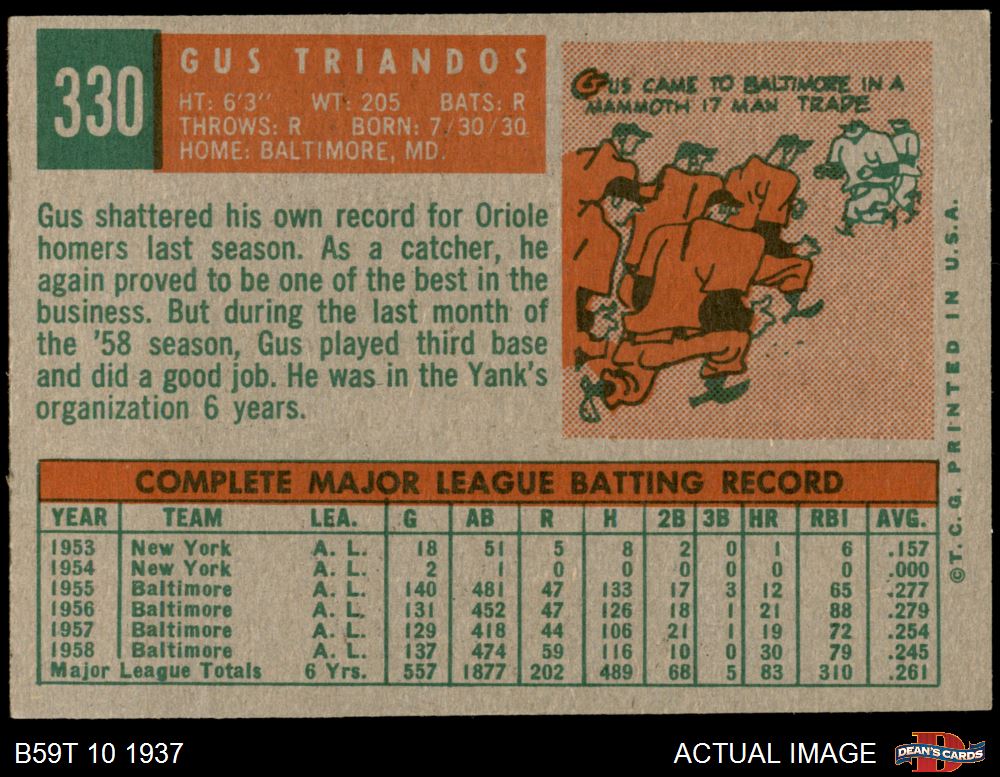 330
GUS TRIANDOS
HT: 6'3" WT: 205 BATS: R
THROWS: R BORN: 7/30/30
HOME: BALTIMORE, MD.
Gus shattered his own record for Oriole
homers last season. As a catcher, he
again proved to be one of the best in the
business. But during the last month of
the '58 season, Gus played third base
and did a good job. He was in the Yank's
organization 6 years.
GUS CAME TO BALTIMORE IN A
MAMMOTH 17 MAN TRADE
©T. C. G. PRINTED IN U.S.A.
COMPLETE MAJOR LEAGUE BATTING RECORD
YEAR TEAM LEA. G AB R H 2B 3B HR RBI AVG.
1953 New York A. L. 18 51 5 8 2 0 1 6 .157
1954 New York A. L. 2 1 0 0 0 0 0 0 .000
1955 Baltimore A. L. 140 481 47 133 17 3 12 65 .277
1956 Baltimore A. L. 131 452 47 126 18 1 21 88 .279
1957 Baltimore A. L. 129 418 44 106 21 1 19 72 .254
1958 Baltimore A. L. 137 474 59 116 10 0 30 79 .245
Major League Totals 6 Yrs. 557 1877 202 489 68 5 83 310 .261
B59T 10 1937 ACTUAL IMAGE
D
DEAN'S CARDS